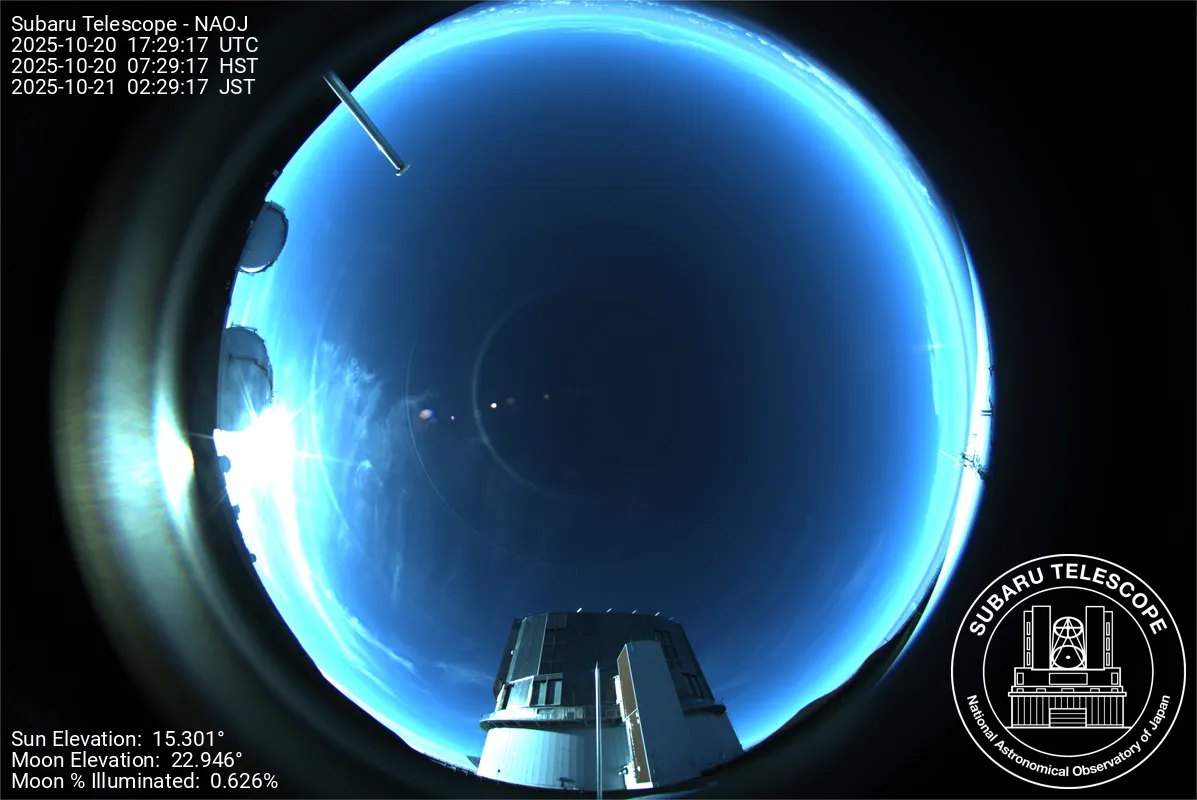 Subaru Telescope - NAOJ
2025-10-20 17:29:17 UTC
2025-10-20 07:29:17 HST
2025-10-21 02:29:17 JST
SUBARU TELESCOPE
National Astronomical Observatory of Japan
Sun Elevation: 15.301°
Moon Elevation: 22.946°
Moon % Illuminated: 0.626%